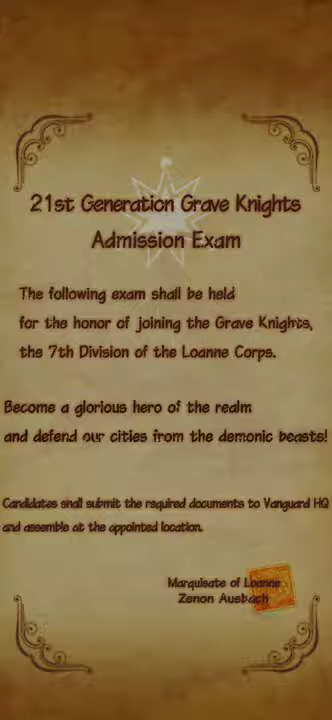 21st Generation Grave Knights
Admission Exam
The following exam shall be held
for the honor of joining the Grave Knights,
the 7th Division of the Loanne Corps.
Become a glorious hero of the realm
and defend our cities from the demonic beasts!
Candidates shall submit the required documents to Vanguard HQ
and assemble at the appointed location.
Marquisate of Loanne
Zenon Ausbach